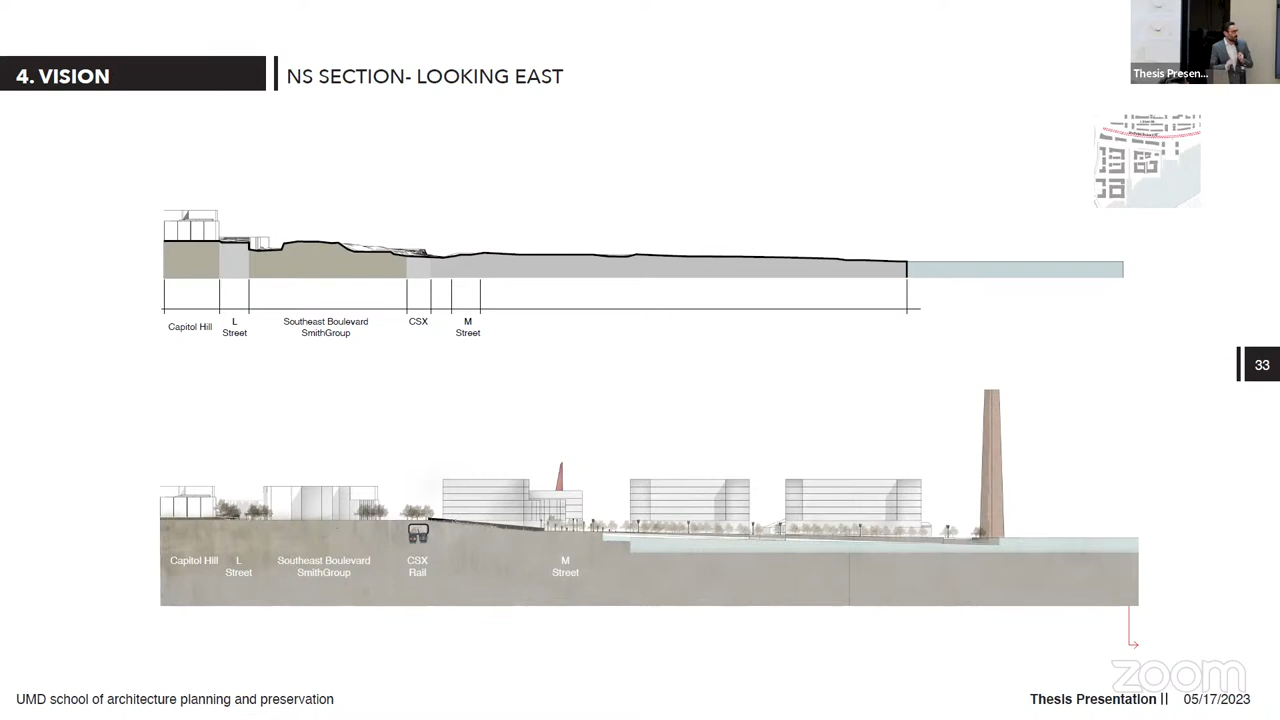 4. VISION
NS SECTION- LOOKING EAST
Thesis Presen...
Capitol Hill
L
Street
Southeast Boulevard
SmithGroup
CSX
M
Street
33
Capitol Hill
L
Street
Southeast Boulevard
SmithGroup
CSX
Rail
M
Street
zoom
UMD school of architecture planning and preservation
Thesis Presentation || 05/17/2023